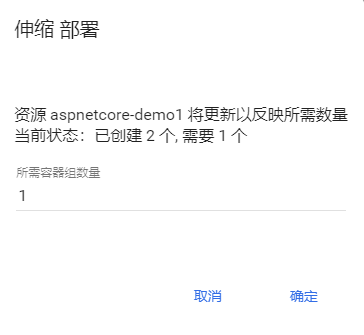 伸缩 部署
资源 aspnetcore-demo1 将更新以反映所需数量
当前状态：已创建 2 个, 需要 1 个
所需容器组数量
1
取消 确定